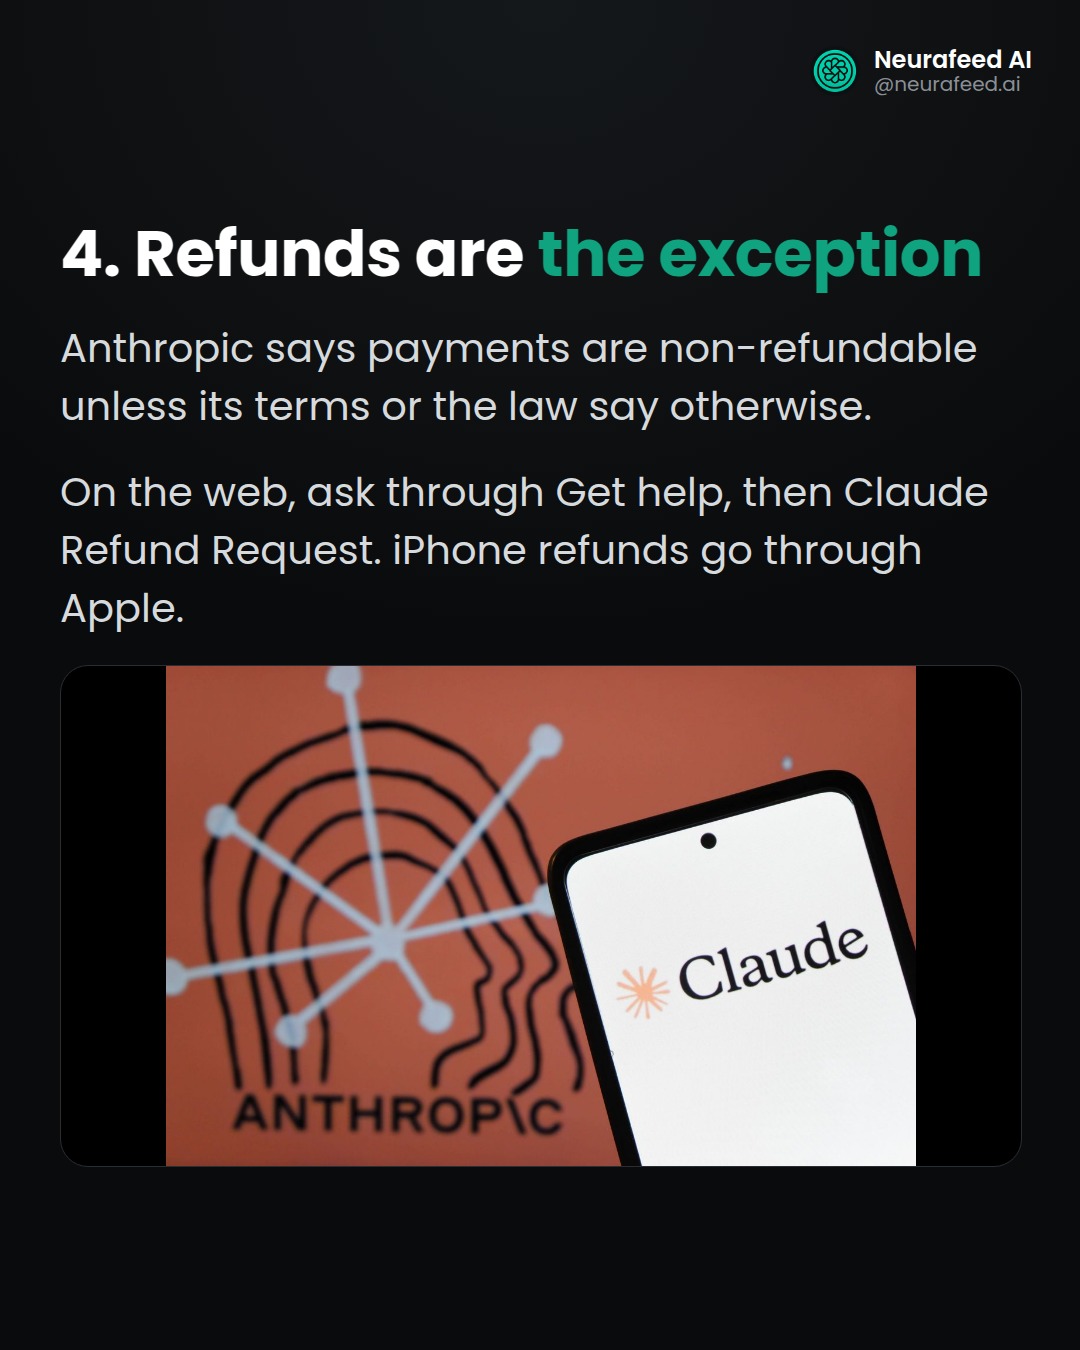 Neurafeed AI
@neurafeed.ai
4. Refunds are the exception
Anthropic says payments are non-refundable
unless its terms or the law say otherwise.
On the web, ask through Get help, then Claude
Refund Request. iPhone refunds go through
Apple.
Claude
ANTHROP\C